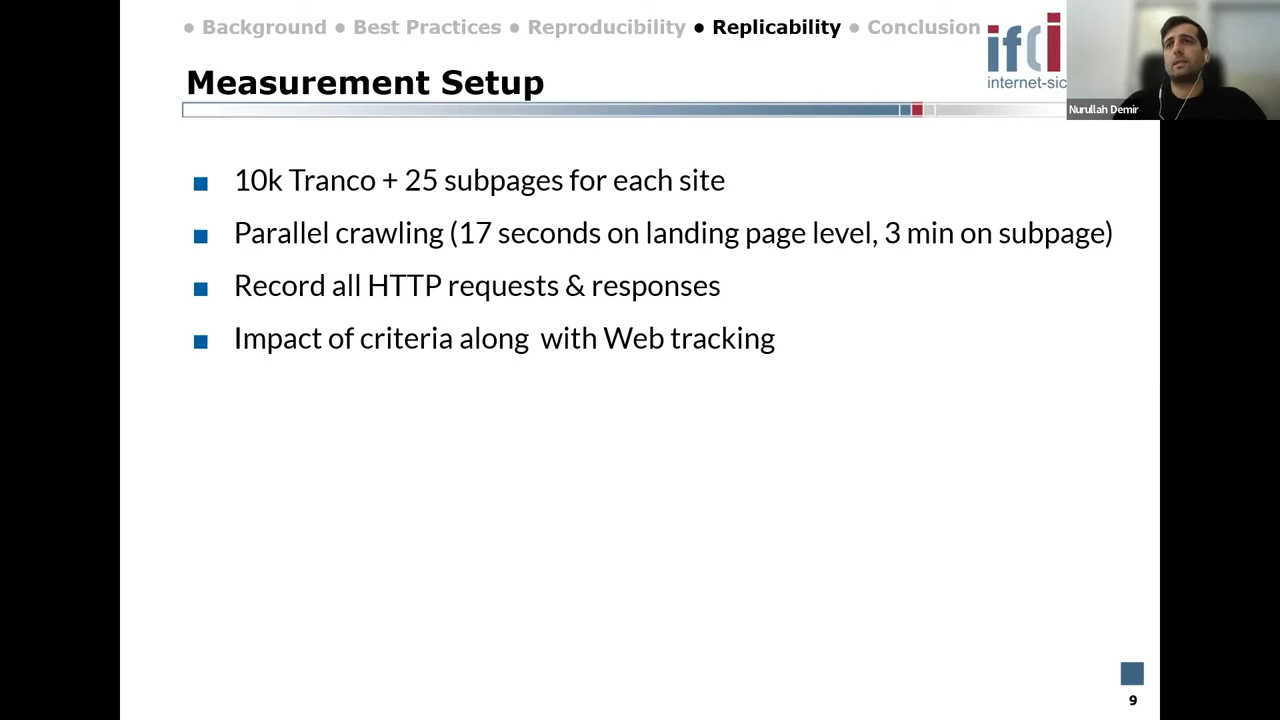 ● Background ● Best Practices ● Reproducibility ● Replicability ● Conclusion
ifi
internet-sic
Nurullah Demir
Measurement Setup
10k Tranco + 25 subpages for each site
Parallel crawling (17 seconds on landing page level, 3 min on subpage)
Record all HTTP requests & responses
Impact of criteria along with Web tracking
9